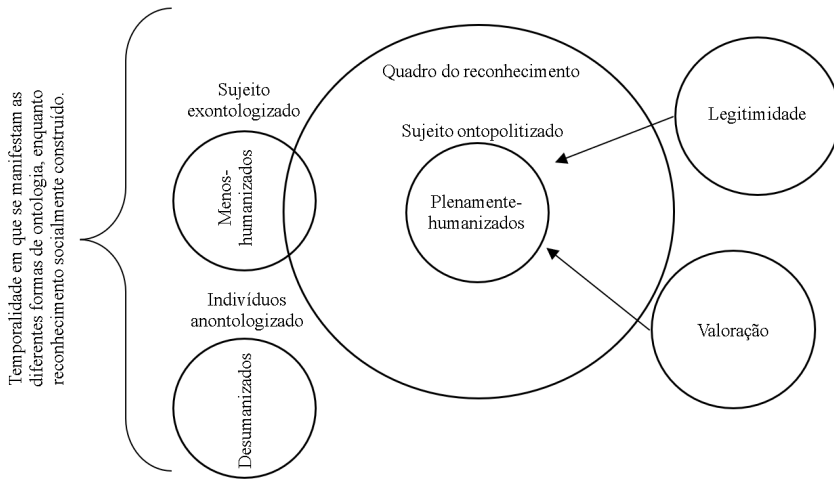 Temporalidade em que se manifestam as
diferentes formas de ontologia, enquanto
reconhecimento socialmente construído.
Sujeito
exontologizado
Menos-
humanizados
Indivíduos
anontologizado
Desumanizados
Quadro do reconhecimento
Sujeito ontopolitizado
Plenamente-
humanizados
Legitimidade
Valoração